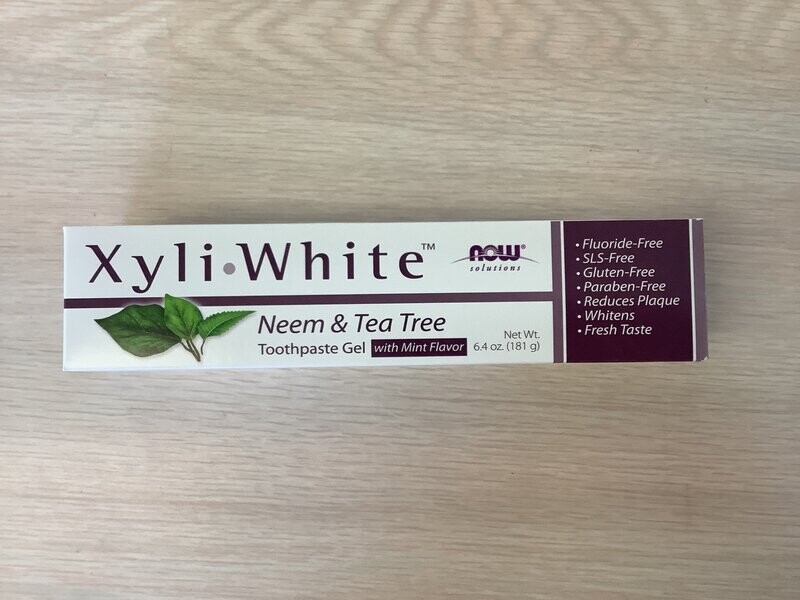 Xyli•White™
now® solutions
Neem & Tea Tree
Toothpaste Gel with Mint Flavor
Net Wt.
6.4 oz. (181 g)
• Fluoride-Free
• SLS-Free
• Gluten-Free
• Paraben-Free
• Reduces Plaque
• Whitens
• Fresh Taste